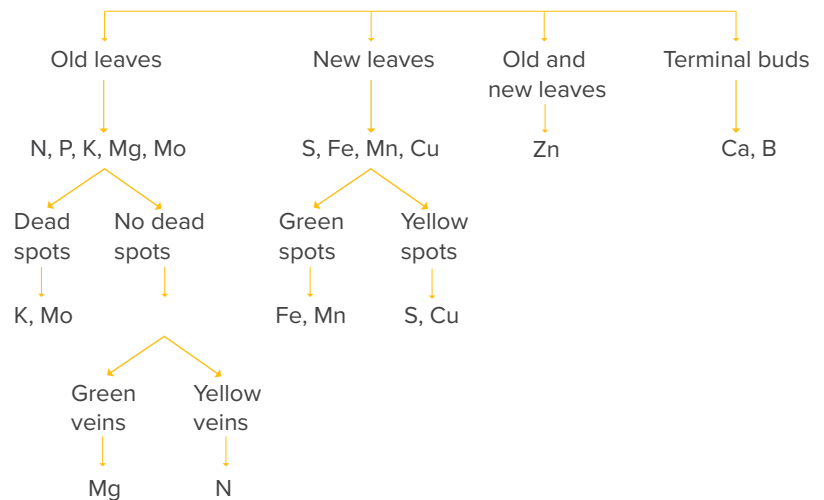 Old leaves
New leaves
Old and
new leaves
Terminal buds
N, P, K, Mg, Mo
S, Fe, Mn, Cu
Zn
Ca, B
Dead
spots
No dead
spots
Green
spots
Yellow
spots
K, Mo
Fe, Mn
S, Cu
Green
veins
Yellow
veins
Mg
N